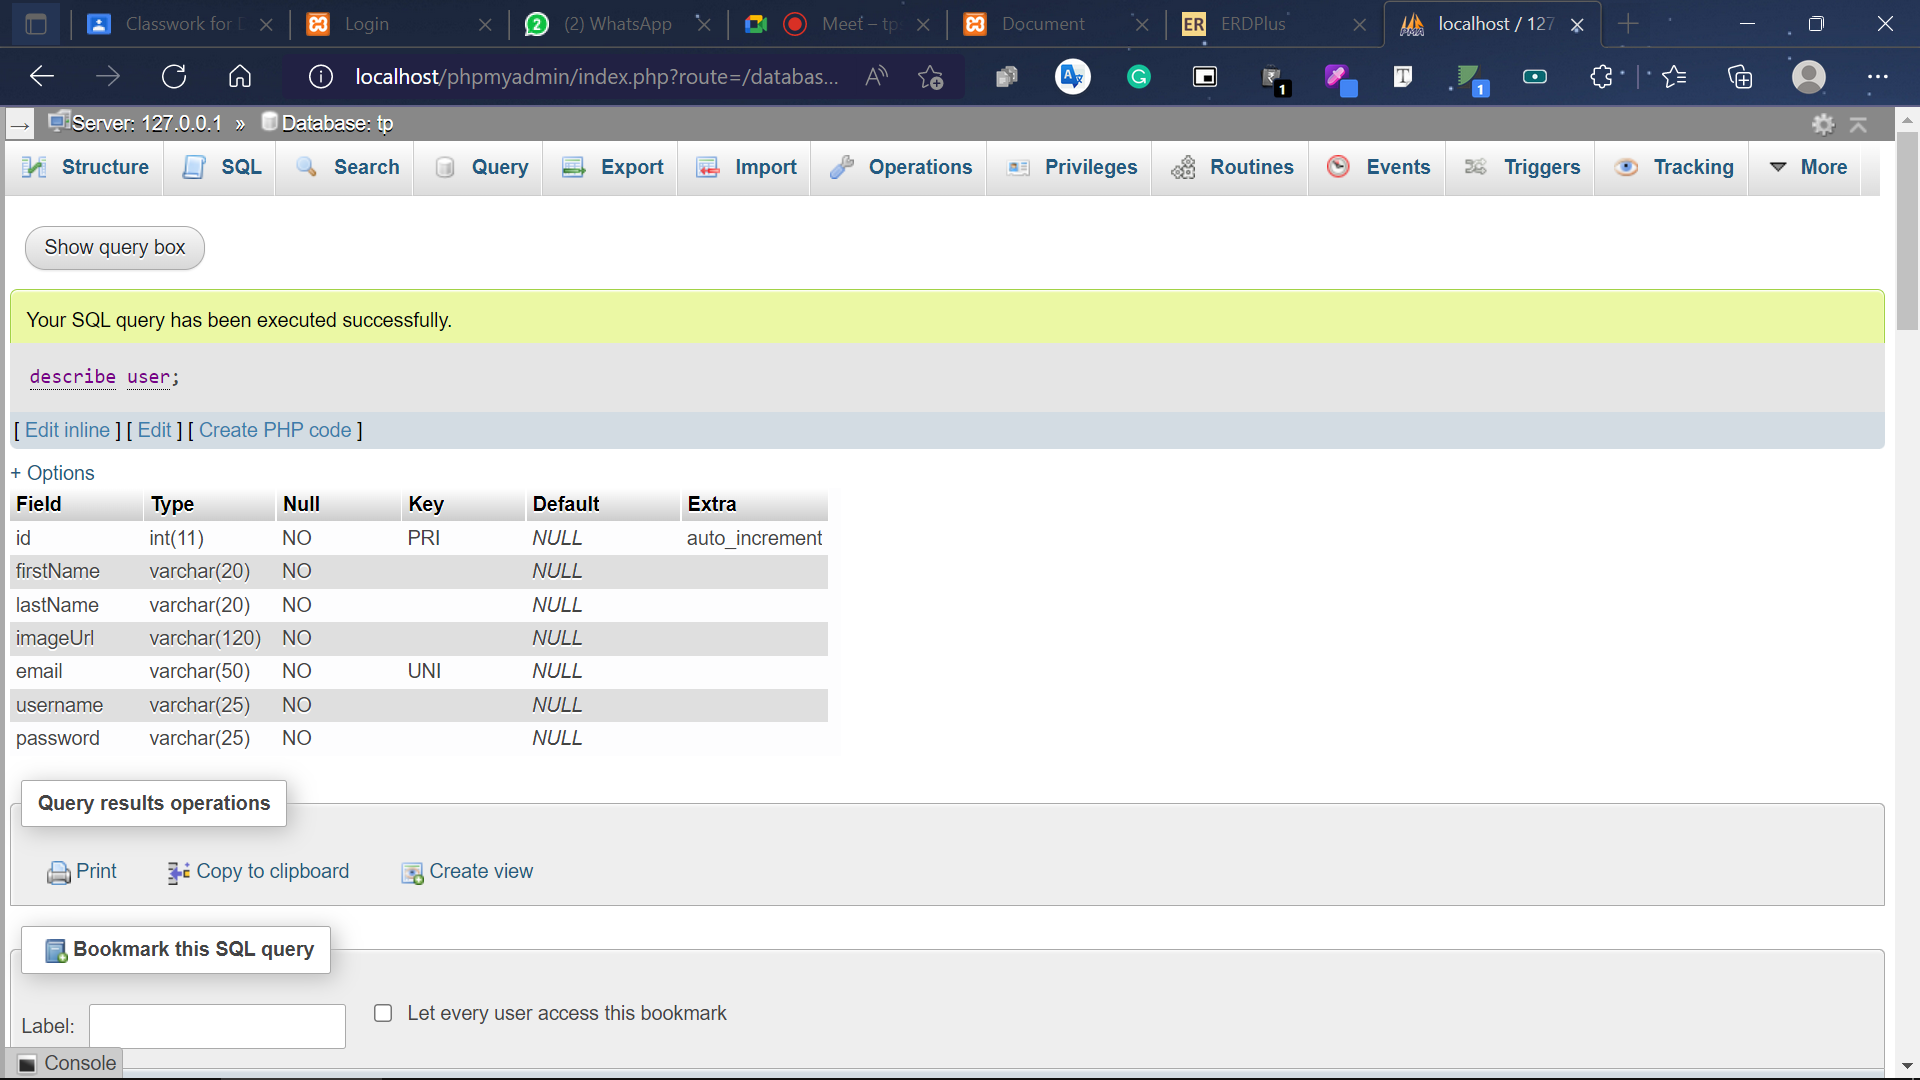 Classwork for
Login
(2) WhatsApp
Meet – tp
Document
ERDPlus
localhost / 127
localhost/phpmyadmin/index.php?route=/databas...
Server: 127.0.0.1 » Database: tp
Structure SQL Search Query Export Import Operations Privileges Routines Events Triggers Tracking More
Show query box
Your SQL query has been executed successfully.
describe user;
[ Edit inline ] [ Edit ] [ Create PHP code ]
+ Options
Field Type Null Key Default Extra
id int(11) NO PRI NULL auto_increment
firstName varchar(20) NO NULL
lastName varchar(20) NO NULL
imageUrl varchar(120) NO NULL
email varchar(50) NO UNI NULL
username varchar(25) NO NULL
password varchar(25) NO NULL
Query results operations
Print Copy to clipboard Create view
Bookmark this SQL query
Label: Let every user access this bookmark
Console